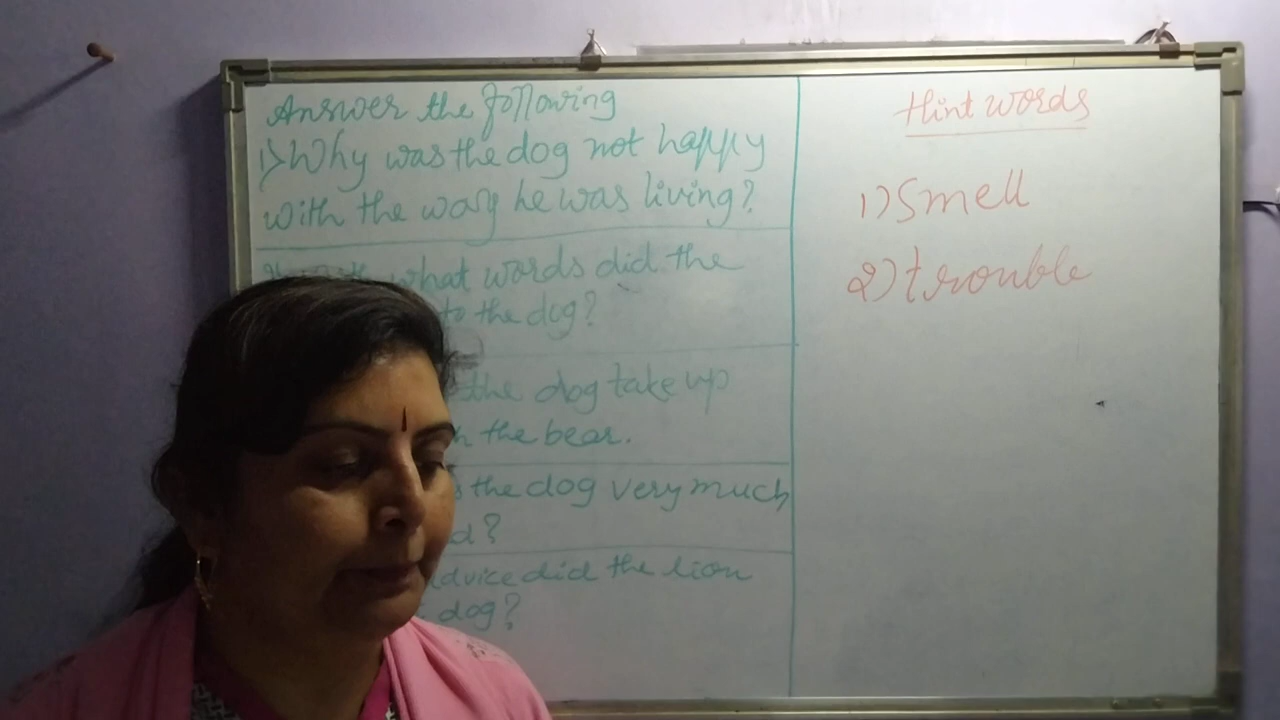 Answer the following
1) Why was the dog not happy
with the way he was living?
what words did the
to the dog?
the dog take up
the bear.
the dog very much
?
advice did the lion
dog?
Hint words
1) Smell
2) trouble